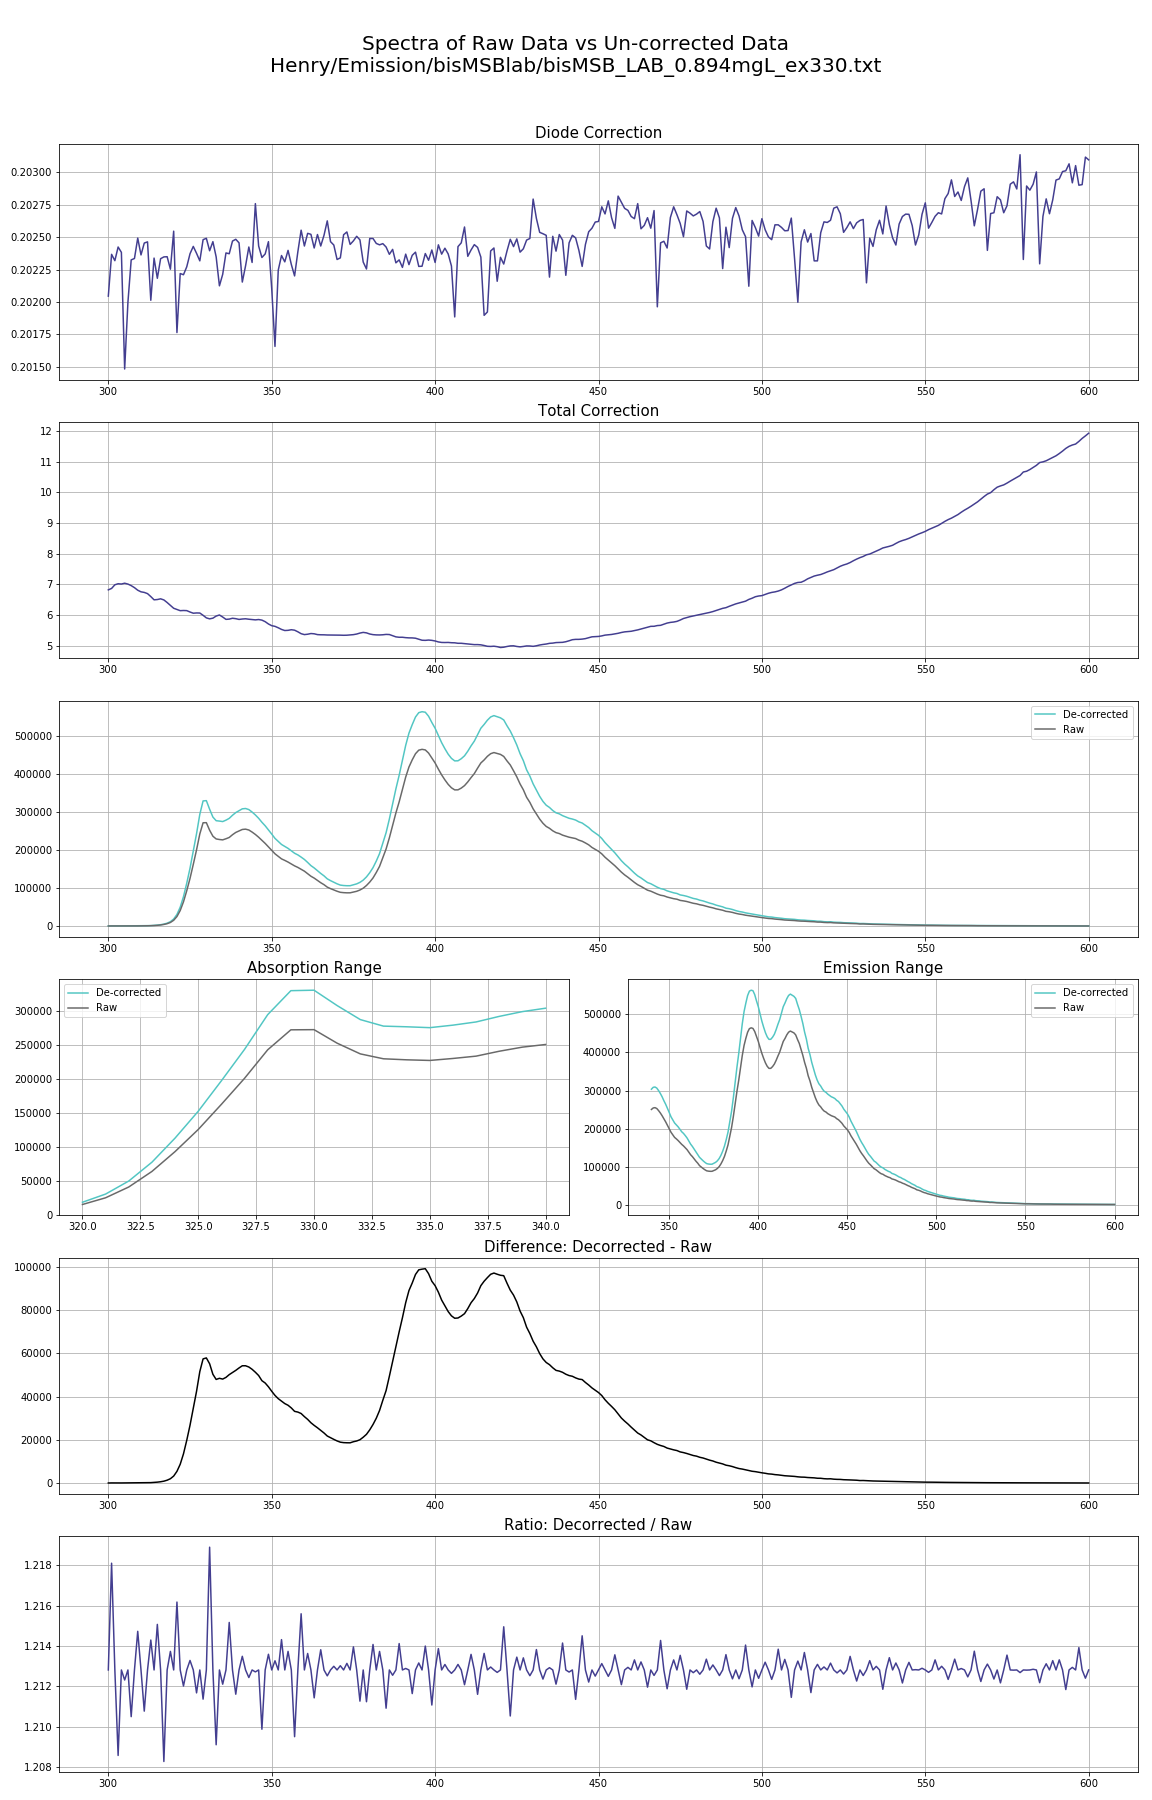 Spectra of Raw Data vs Un-corrected Data
Henry/Emission/bisMSBlab/bisMSB_LAB_0.894mgL_ex330.txt
Diode Correction
0.20300
0.20275
0.20250
0.20225
0.20200
0.20175
0.20150
300 350 400 450 500 550 600
Total Correction
12
11
10
9
8
7
6
5
300 350 400 450 500 550 600
De-corrected
Raw
500000
400000
300000
200000
100000
0
300 350 400 450 500 550 600
Absorption Range
De-corrected
Raw
300000
250000
200000
150000
100000
50000
0
320.0 322.5 325.0 327.5 330.0 332.5 335.0 337.5 340.0
Emission Range
De-corrected
Raw
500000
400000
300000
200000
100000
0
350 400 450 500 550 600
Difference: Decorrected - Raw
100000
80000
60000
40000
20000
0
300 350 400 450 500 550 600
Ratio: Decorrected / Raw
1.218
1.216
1.214
1.212
1.210
1.208
300 350 400 450 500 550 600